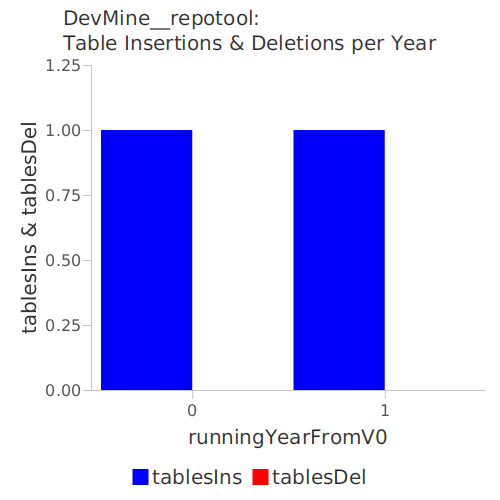 DevMine__repotool:
Table Insertions & Deletions per Year
tablesIns & tablesDel
1.25
1.00
0.75
0.50
0.25
0.00
0 1
runningYearFromV0
tablesIns tablesDel